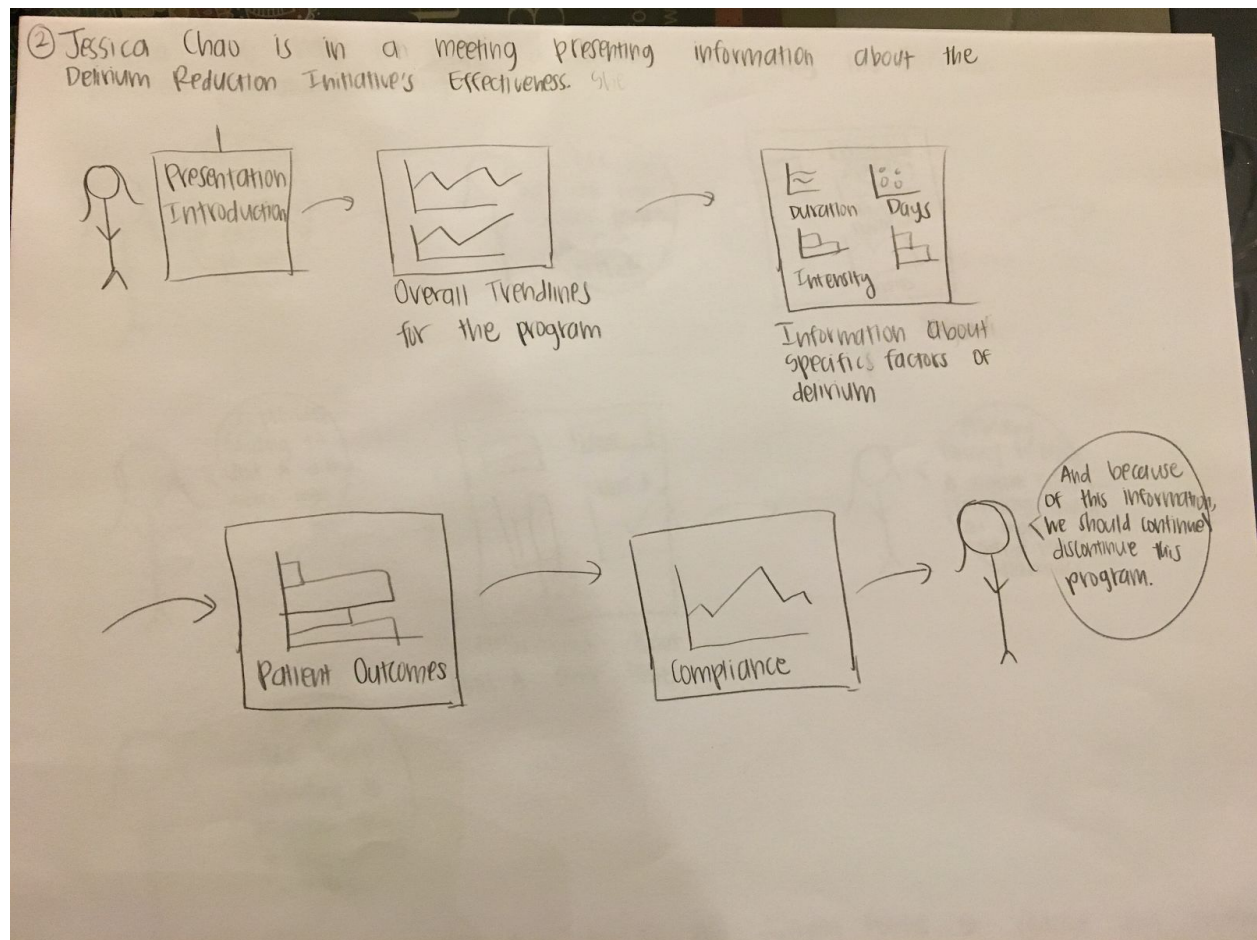 ② Jessica Chao is in a meeting presenting information about the
Delirium Reduction Initiative's Effectiveness.
Presentation
Introduction
Overall Trendlines
for the program
Duration Days
Intensity
Information about
specifics factors of
delirium
Patient Outcomes
Compliance
And because
of this information,
we should continue/
discontinue this
program.